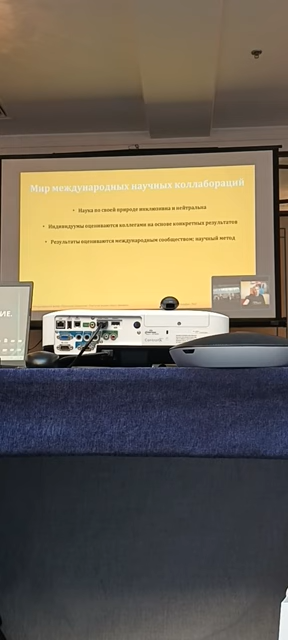 Мир международных научных коллабораций
• Наука по своей природе инклюзивна и нейтральна
• Индивидуумы оцениваются коллегами на основе конкретных результатов
• Результаты оцениваются международным сообществом: научный метод
НИЕ.